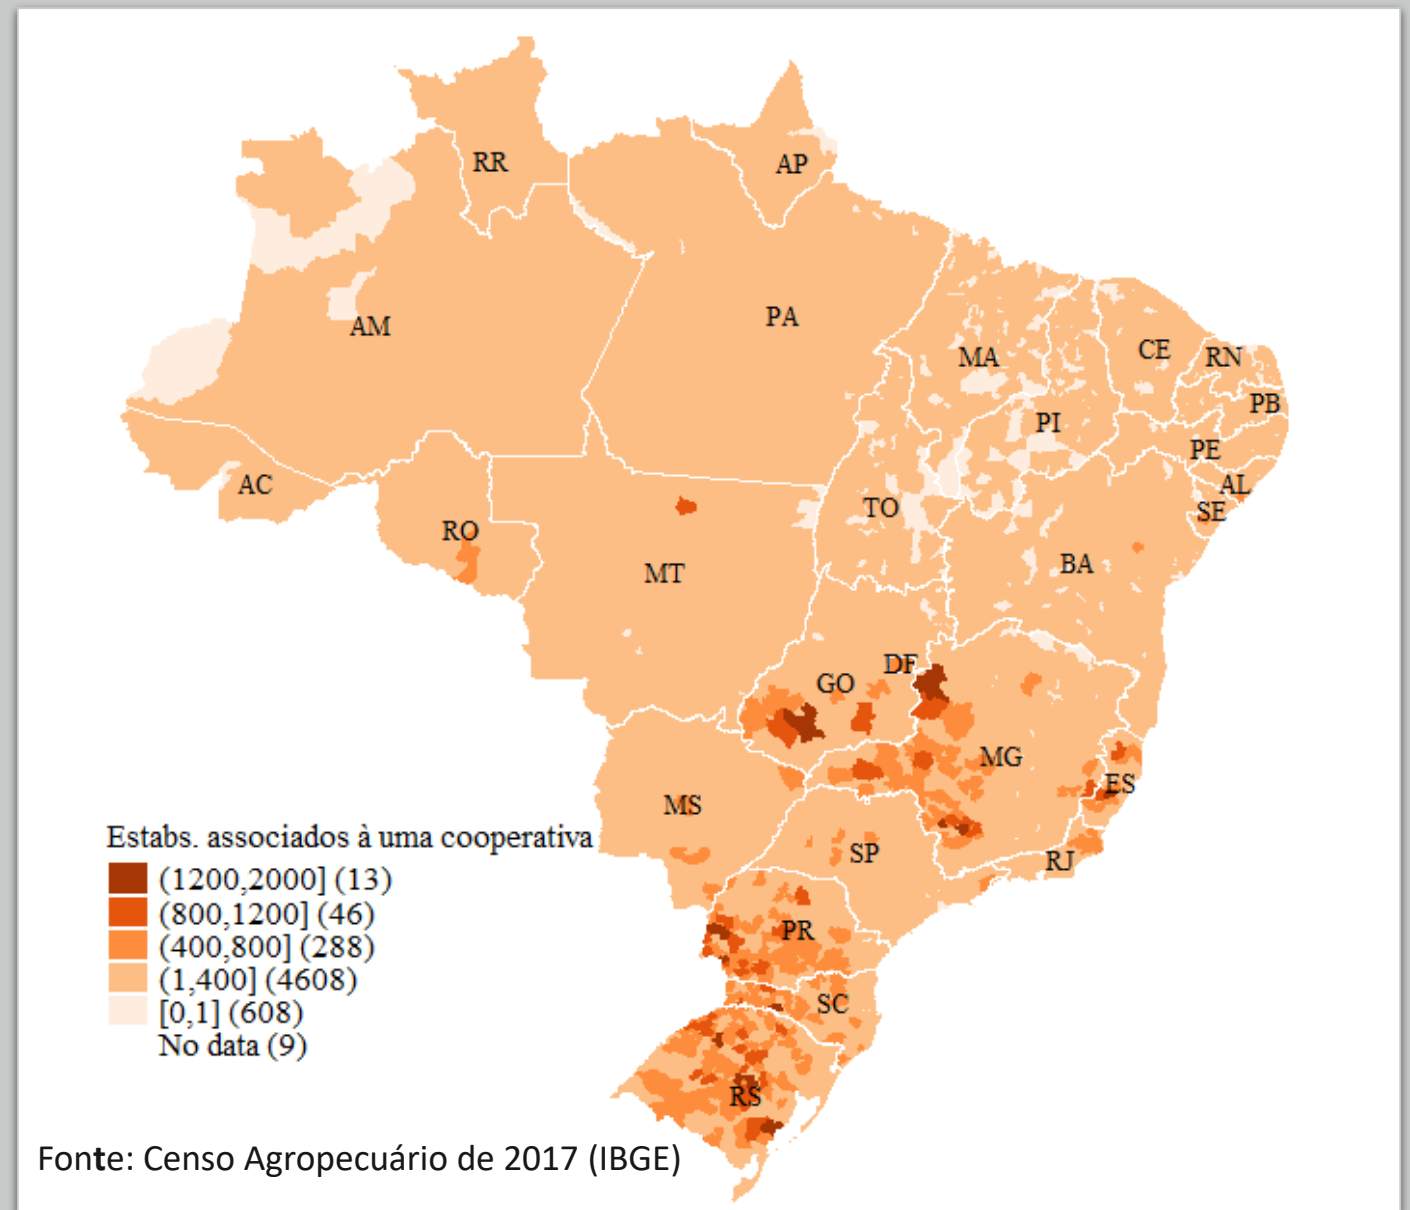 RR
AP
AM
PA
MA
CE
RN
PB
PI
PE
AC
AL
TO
SE
RO
BA
MT
DF
GO
MG
ES
MS
SP
RJ
Estabs. associados à uma cooperativa
(1200,2000] (13)
(800,1200] (46)
(400,800] (288)
(1,400] (4608)
[0,1] (608)
No data (9)
PR
SC
RS
Fonte: Censo Agropecuário de 2017 (IBGE)